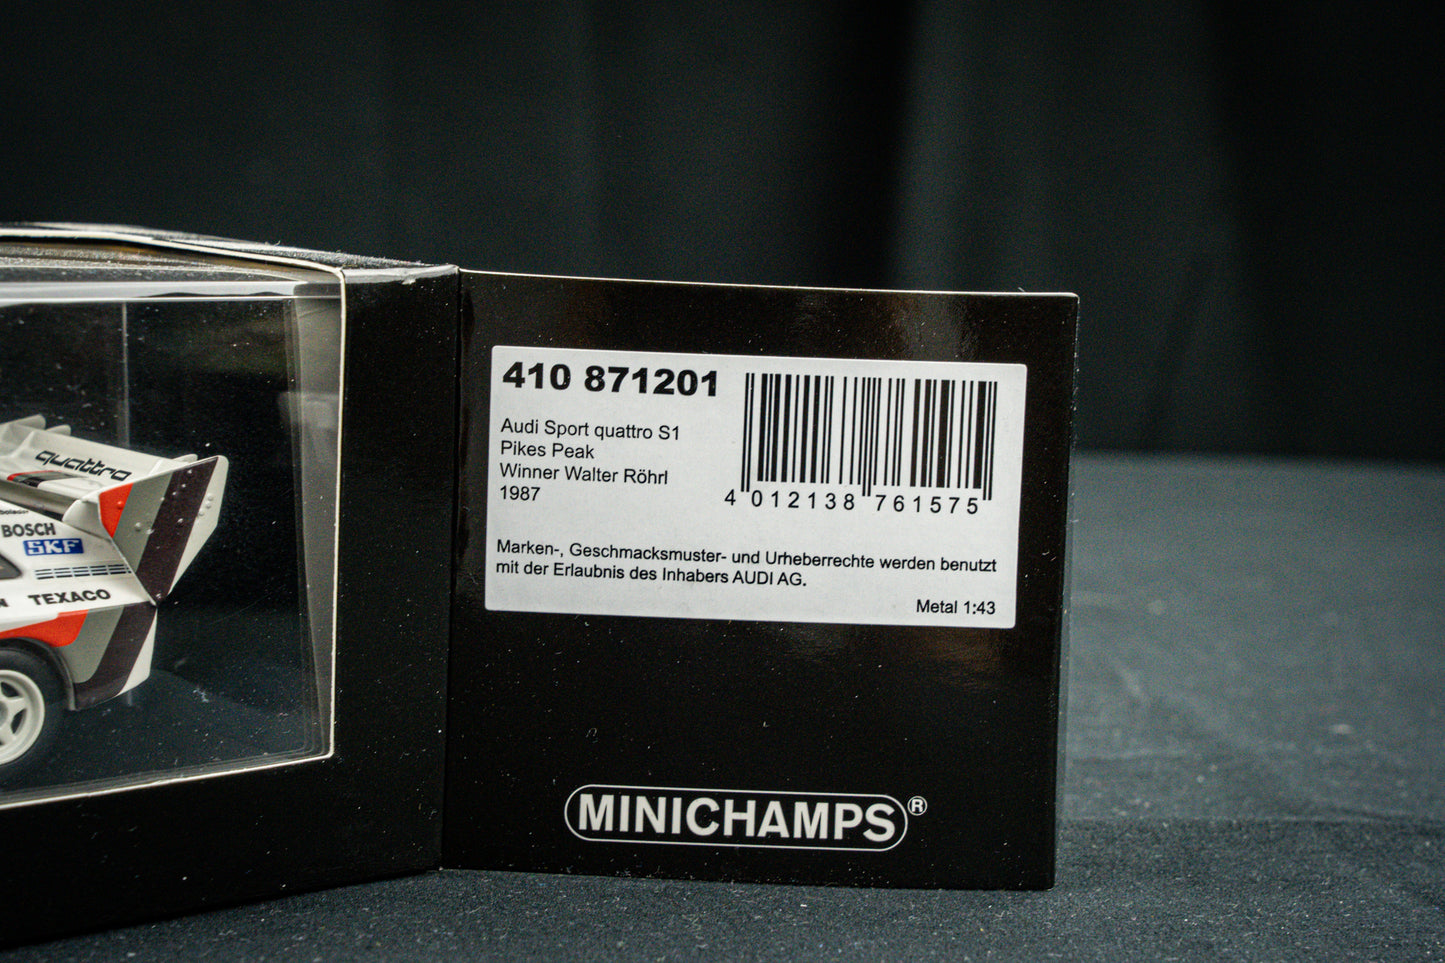 410 871201
Audi Sport quattro S1
Pikes Peak
Winner Walter Röhrl
1987
4 012138 761575
Marken-, Geschmacksmuster- und Urheberrechte werden benutzt
mit der Erlaubnis des Inhabers AUDI AG.
Metal 1:43
MINICHAMPS®
quattro
BOSCH
SKF
TEXACO